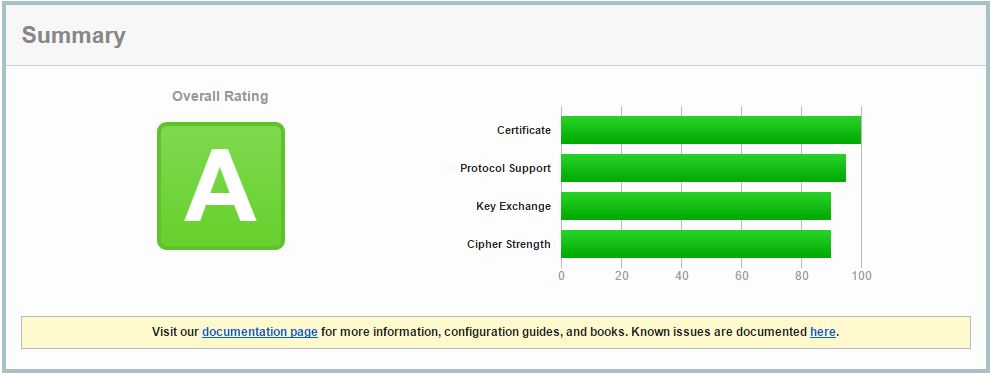 Summary
Overall Rating
A
Certificate
Protocol Support
Key Exchange
Cipher Strength
0 20 40 60 80 100
Visit our documentation page for more information, configuration guides, and books. Known issues are documented here.